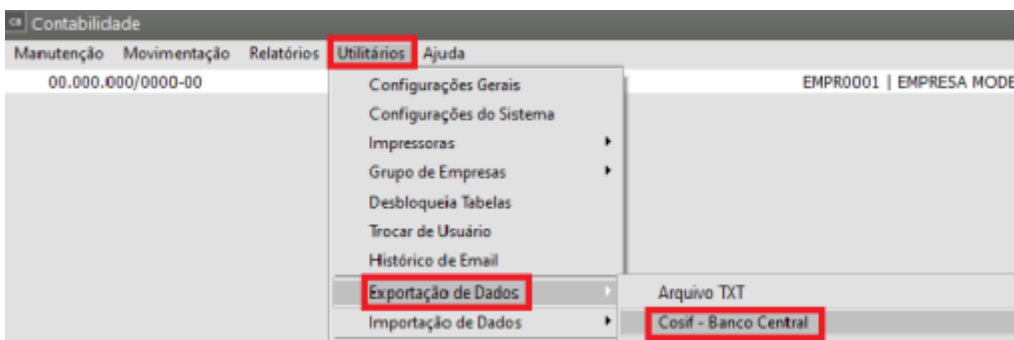 CB Contabilidade
Manutenção Movimentação Relatórios Utilitários Ajuda
00.000.000/0000-00 EMPR0001 | EMPRESA MODE
Configurações Gerais
Configurações do Sistema
Impressoras
Grupo de Empresas
Desbloqueia Tabelas
Trocar de Usuário
Histórico de Email
Exportação de Dados Arquivo TXT
Importação de Dados Cosif - Banco Central